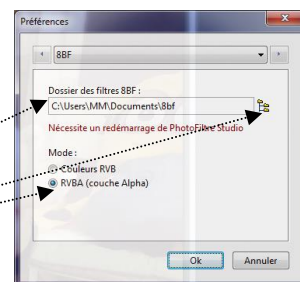 Préférences
8BF
Dossier des filtres 8BF :
C:\Users\MM\Documents\8bf
Nécessite un redémarrage de PhotoFiltre Studio
Mode :
Couleurs RVB
RVBA (couche Alpha)
Ok Annuler